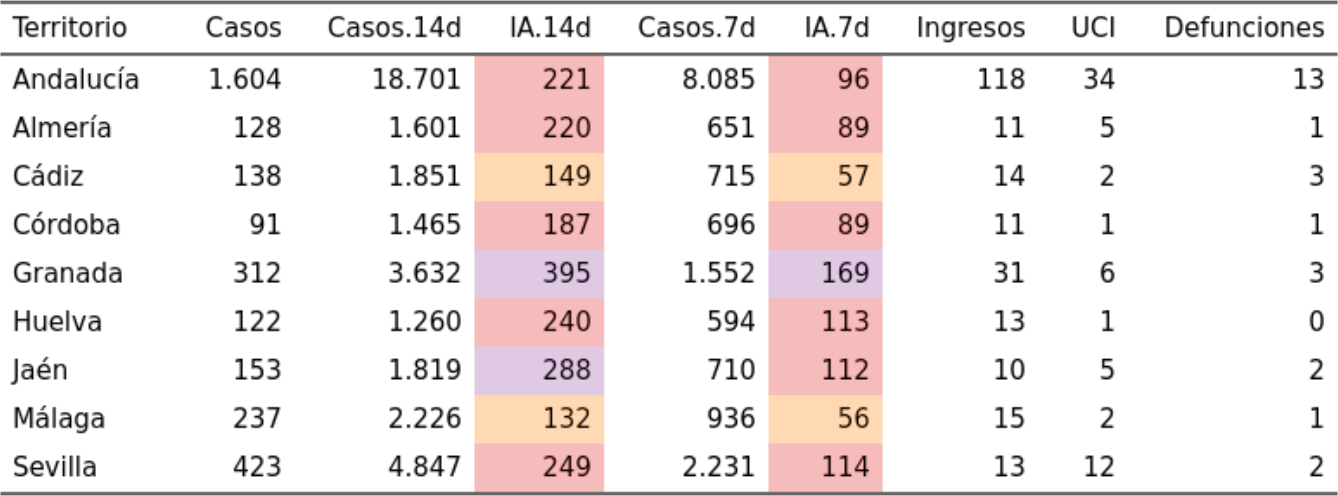 Territorio Casos Casos.14d IA.14d Casos.7d IA.7d Ingresos UCI Defunciones
Andalucía 1.604 18.701 221 8.085 96 118 34 13
Almería 128 1.601 220 651 89 11 5 1
Cádiz 138 1.851 149 715 57 14 2 3
Córdoba 91 1.465 187 696 89 11 1 1
Granada 312 3.632 395 1.552 169 31 6 3
Huelva 122 1.260 240 594 113 13 1 0
Jaén 153 1.819 288 710 112 10 5 2
Málaga 237 2.226 132 936 56 15 2 1
Sevilla 423 4.847 249 2.231 114 13 12 2